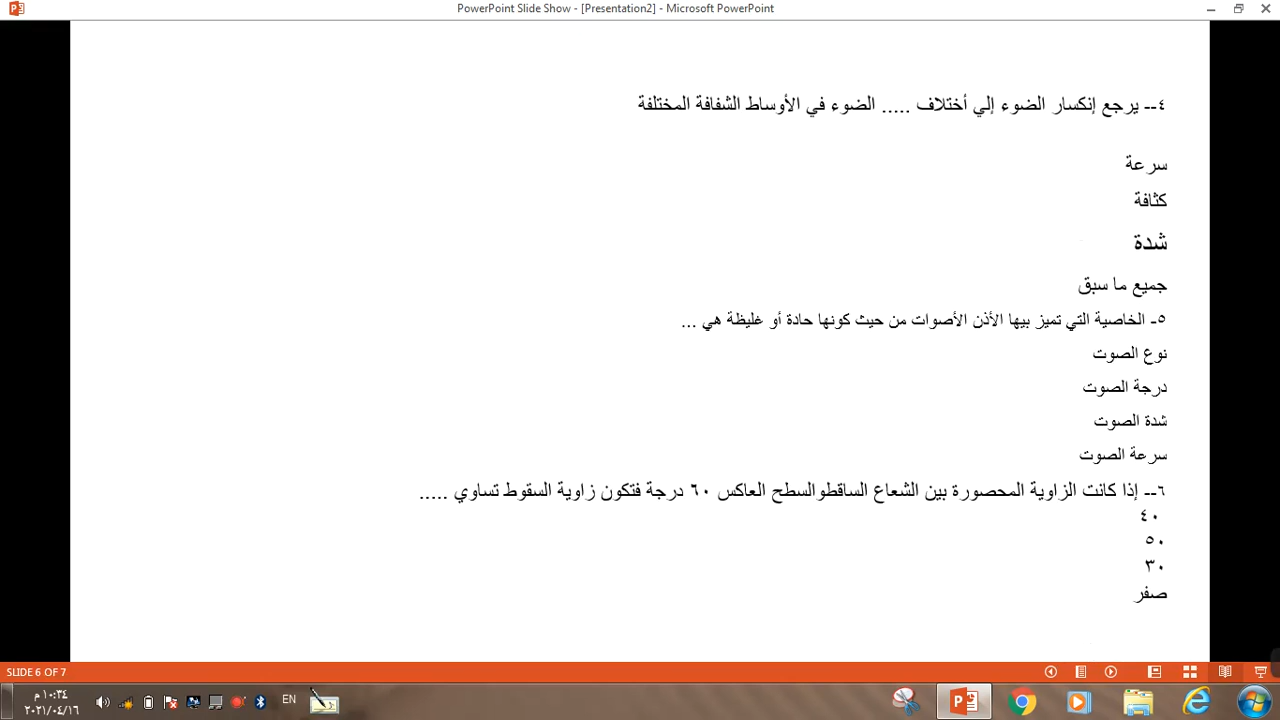 PowerPoint Slide Show - [Presentation2] - Microsoft PowerPoint
٤-- يرجع إنكسار الضوء إلي أختلاف ..... الضوء في الأوساط الشفافة المختلفة
سرعة
كثافة
شدة
جميع ما سبق
٥- الخاصية التي تميز بيها الأذن الأصوات من حيث كونها حادة أو غليظة هي ...
نوع الصوت
درجة الصوت
شدة الصوت
سرعة الصوت
٦-- إذا كانت الزاوية المحصورة بين الشعاع الساقطوالسطح العاكس ٦٠ درجة فتكون زاوية السقوط تساوي .....
٤٠
٥٠
٣٠
صفر
SLIDE 6 OF 7
EN
١٠:٣٤ م
٢٠٢١/٠٤/١٦